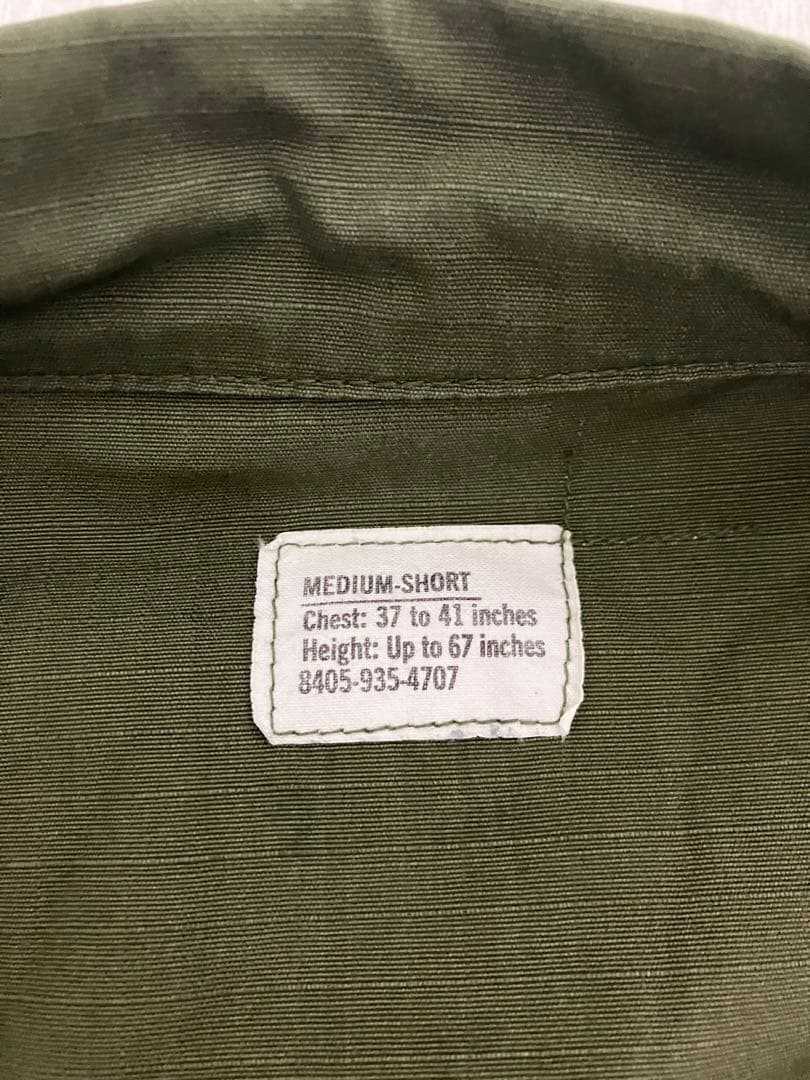 MEDIUM-SHORT
Chest: 37 to 41 inches
Height: Up to 67 inches
8405-935-4707